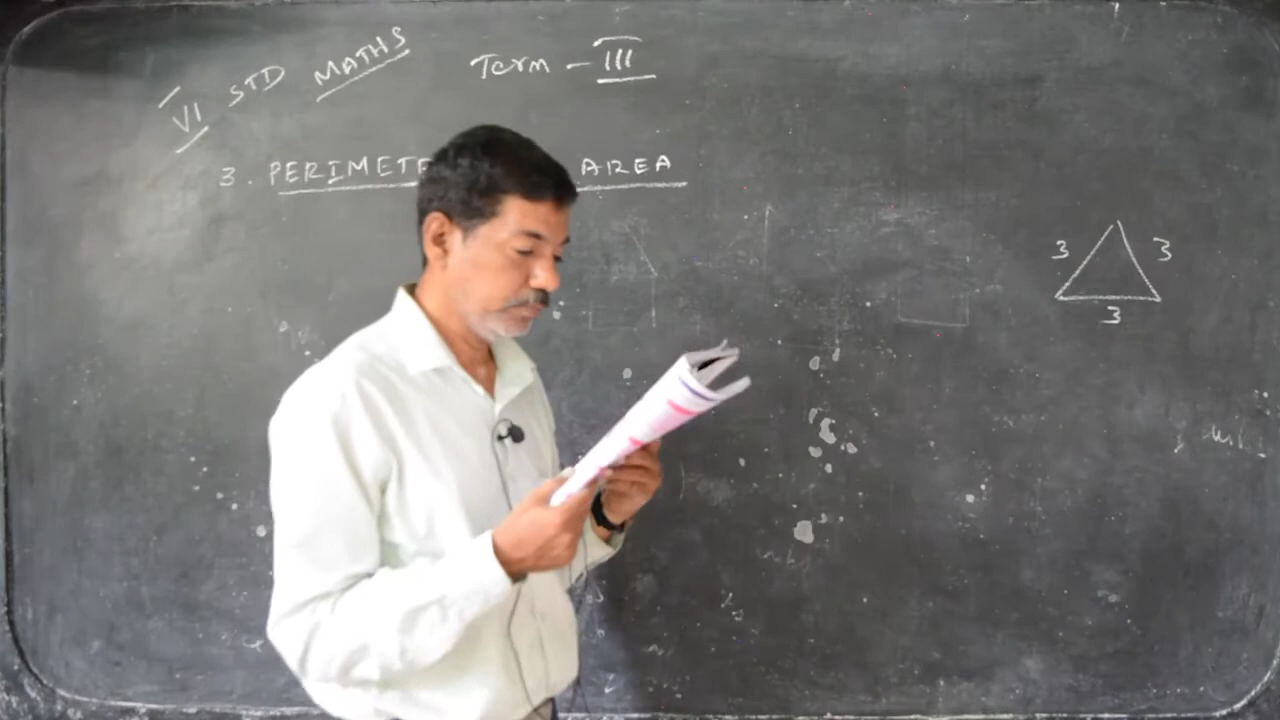 VI STD MATHS Term - III
3. PERIMETE AREA
3 3
3